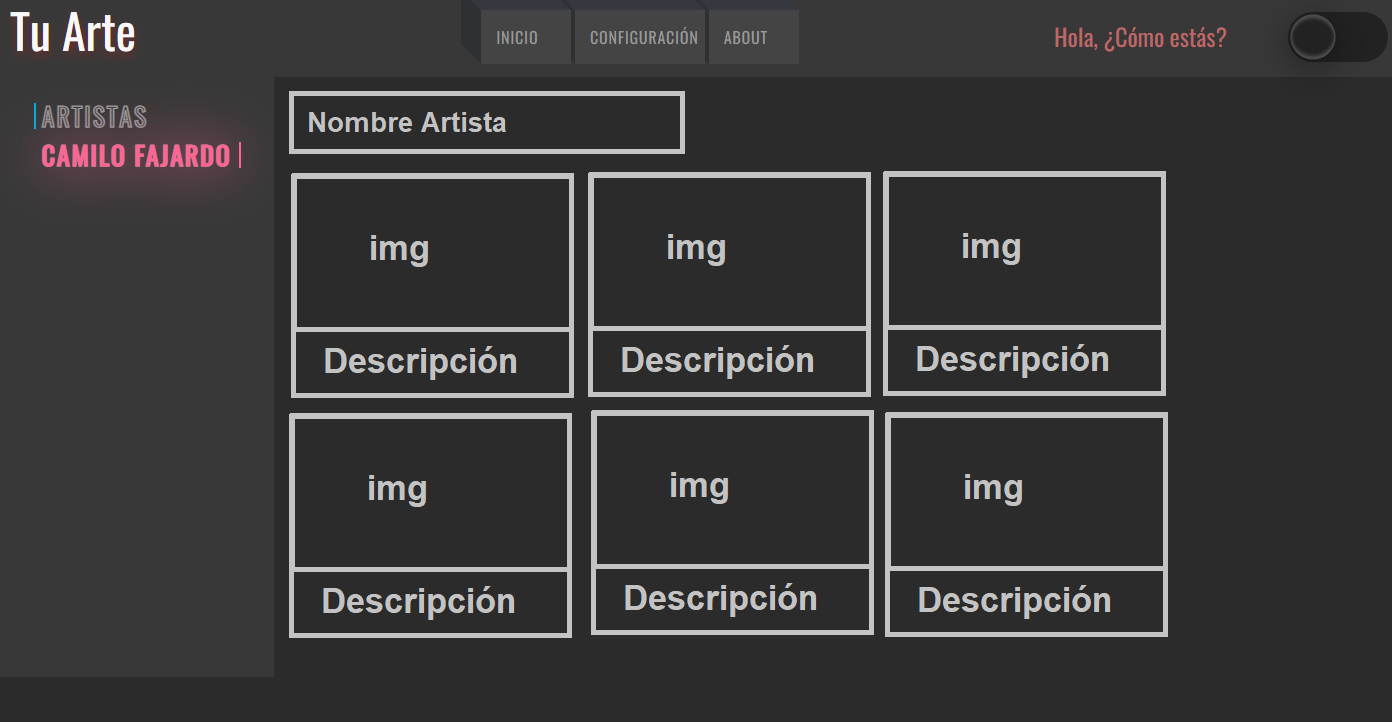 Tu Arte
INICIO
CONFIGURACIÓN
ABOUT
Hola, ¿Cómo estás?
ARTISTAS
CAMILO FAJARDO
Nombre Artista
img
img
img
Descripción
Descripción
Descripción
img
img
img
Descripción
Descripción
Descripción